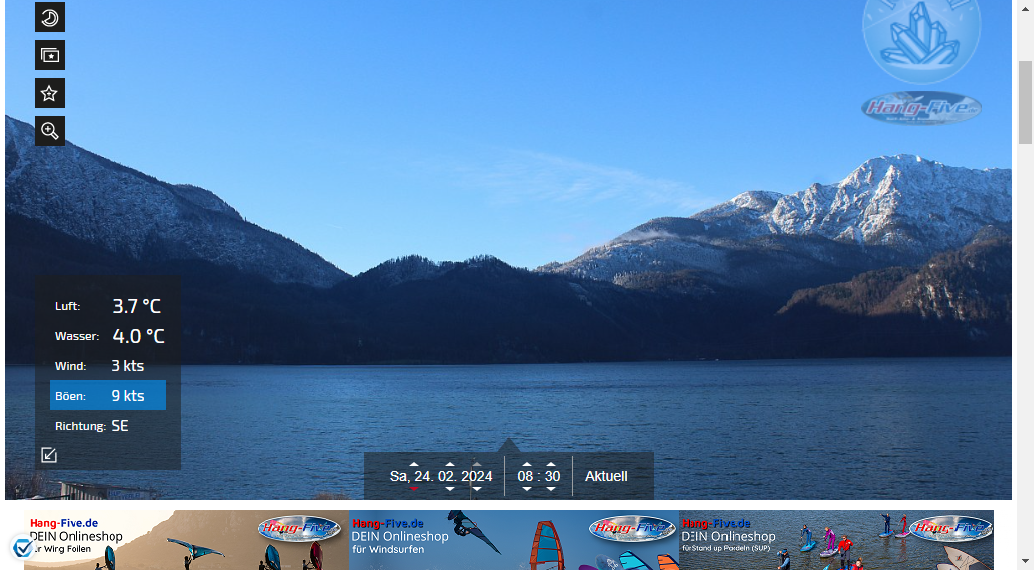 Hang-Five.de
Luft: 3.7 °C
Wasser: 4.0 °C
Wind: 3 kts
Böen: 9 kts
Richtung: SE
Sa, 24. 02. 2024 08 : 30 Aktuell
Hang-Five.de
DEIN Onlineshop
für Wing Foilen
Hang-Five
Hang-Five.de
DEIN Onlineshop
für Windsurfen
Hang-Five
Hang-Five.de
DEIN Onlineshop
für Stand up Paddeln (SUP)
Hang-Five